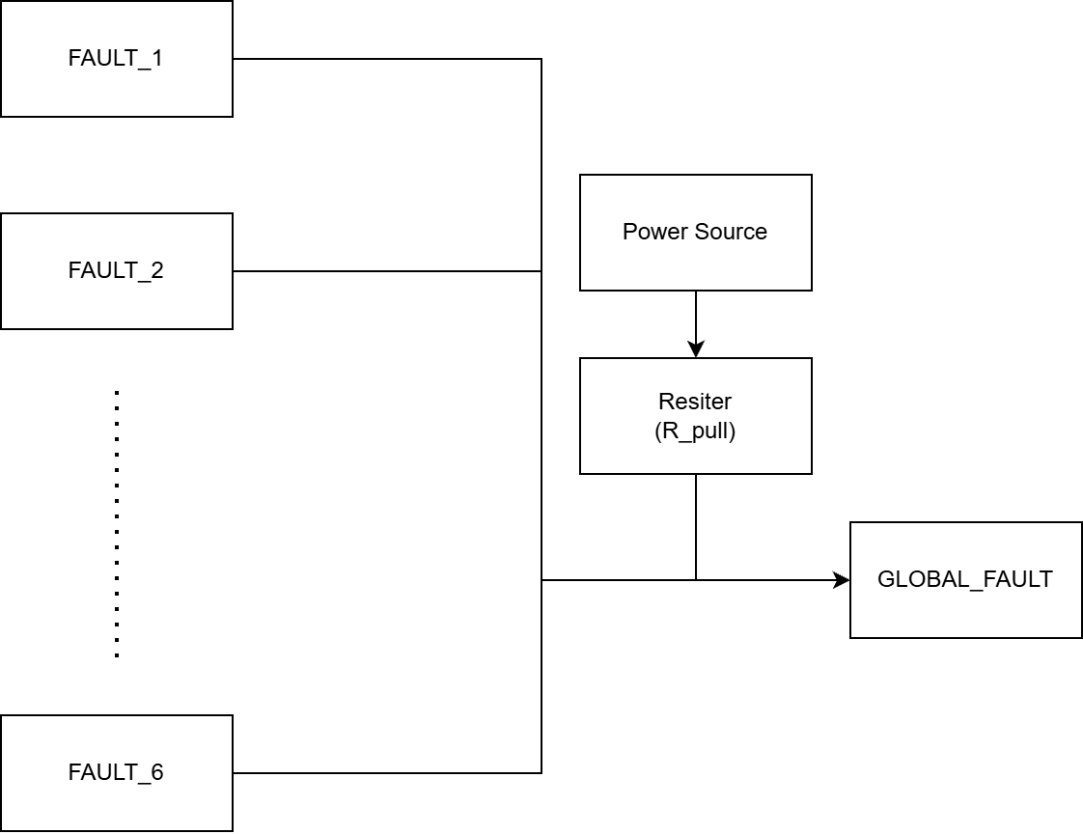 FAULT_1
Power Source
FAULT_2
Resiter
(R_pull)
GLOBAL_FAULT
FAULT_6